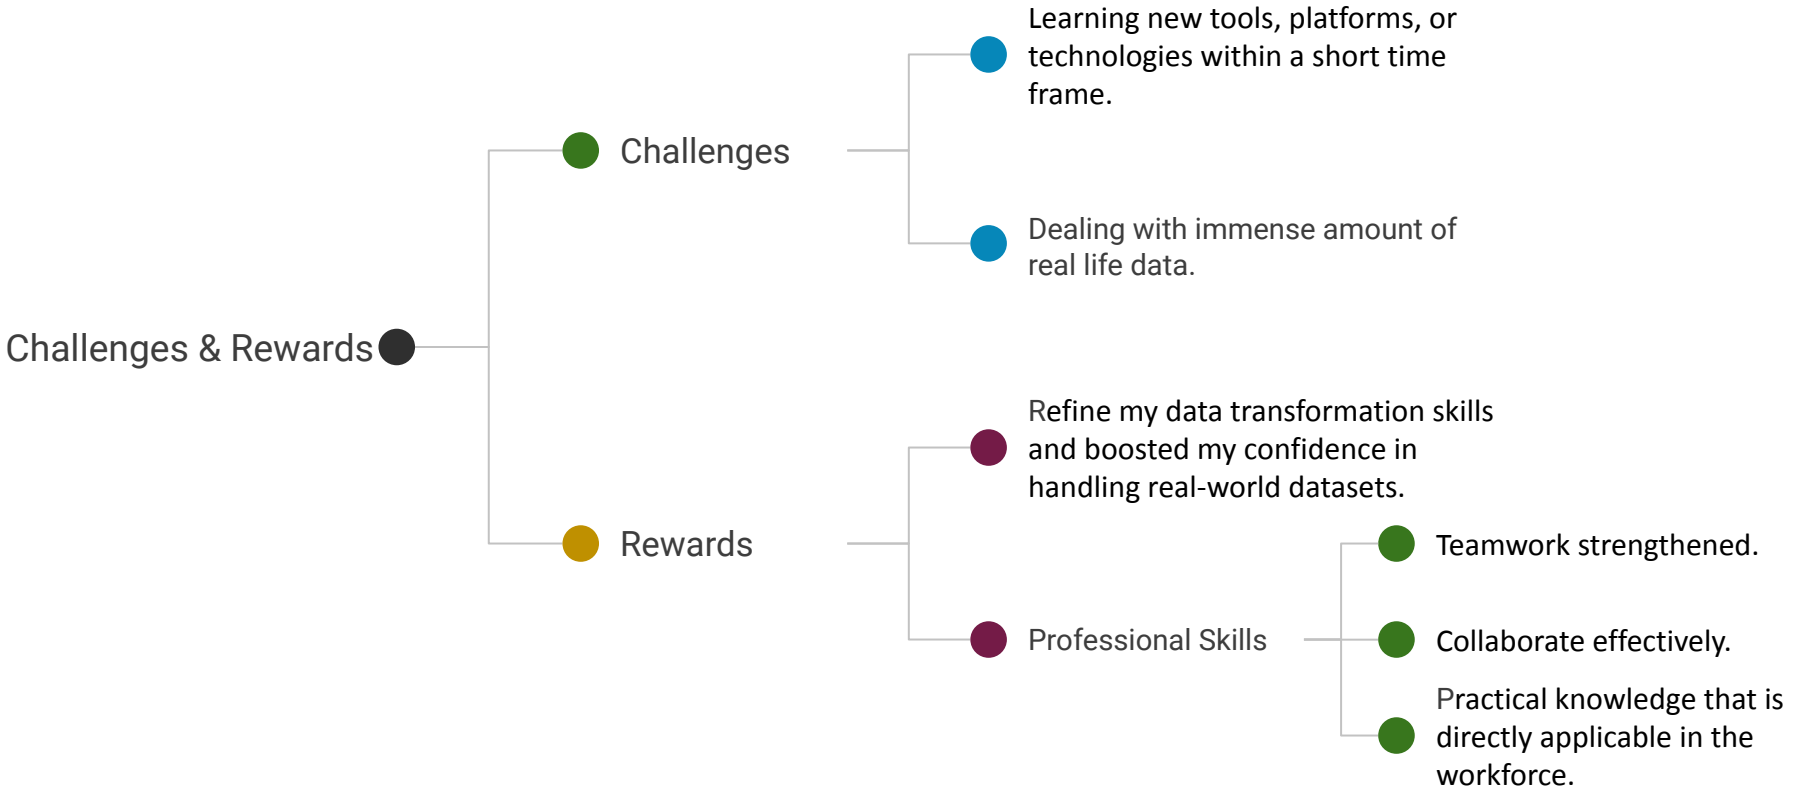 Challenges & Rewards
Challenges
Learning new tools, platforms, or
technologies within a short time
frame.
Dealing with immense amount of
real life data.
Rewards
Refine my data transformation skills
and boosted my confidence in
handling real-world datasets.
Professional Skills
Teamwork strengthened.
Collaborate effectively.
Practical knowledge that is
directly applicable in the
workforce.